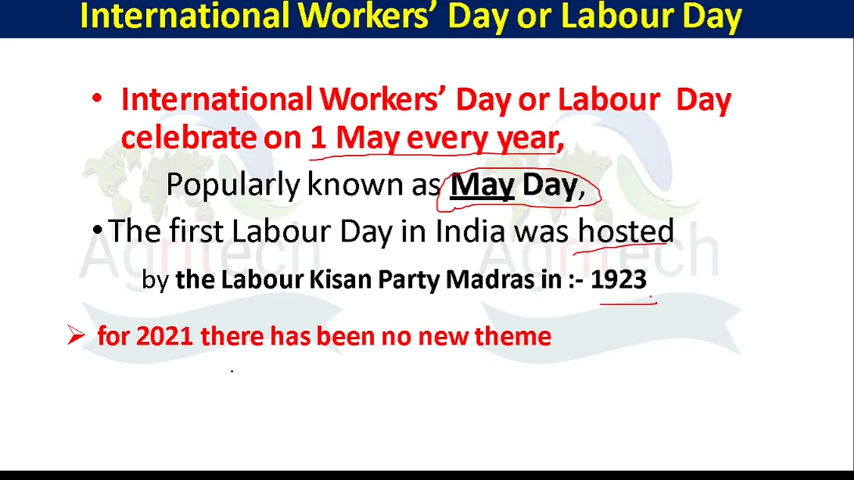 International Workers’ Day or Labour Day
• International Workers’ Day or Labour Day
celebrate on 1 May every year,
Popularly known as May Day,
•The first Labour Day in India was hosted
by the Labour Kisan Party Madras in :- 1923
➢ for 2021 there has been no new theme
Agritech Agritech